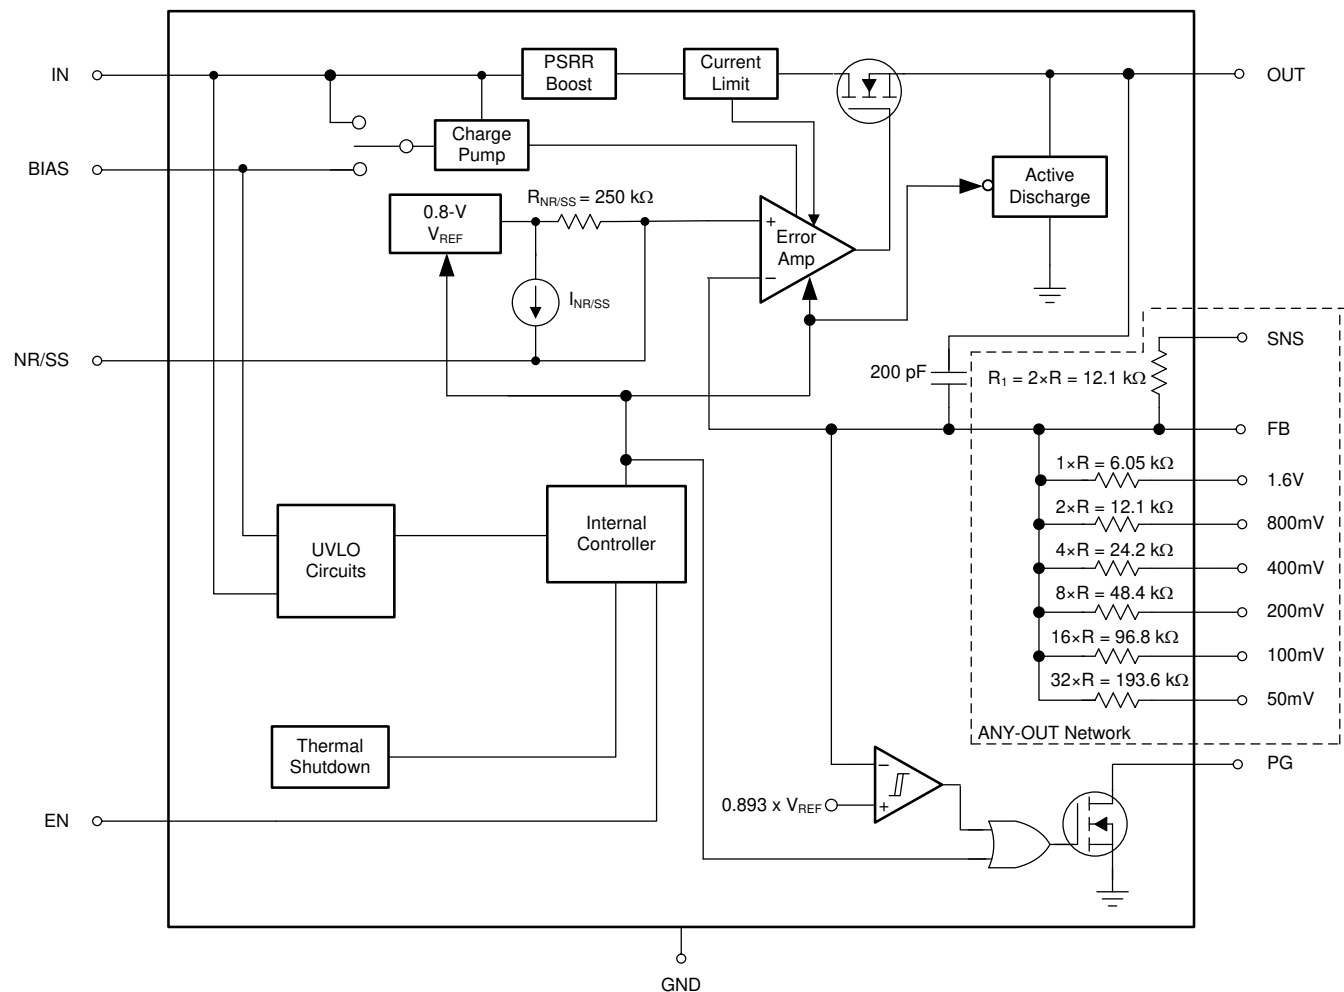 IN
PSRR
Boost
Current
Limit
OUT
Charge
Pump
BIAS
Active
Discharge
0.8-V
VREF
RNR/SS = 250 kΩ
+
Error
Amp
−
INR/SS
NR/SS
SNS
200 pF
R1 = 2×R = 12.1 kΩ
FB
1×R = 6.05 kΩ
1.6V
2×R = 12.1 kΩ
800mV
4×R = 24.2 kΩ
400mV
8×R = 48.4 kΩ
200mV
16×R = 96.8 kΩ
100mV
32×R = 193.6 kΩ
50mV
ANY-OUT Network
UVLO
Circuits
Internal
Controller
Thermal
Shutdown
PG
−
0.893 x VREF
+
EN
GND